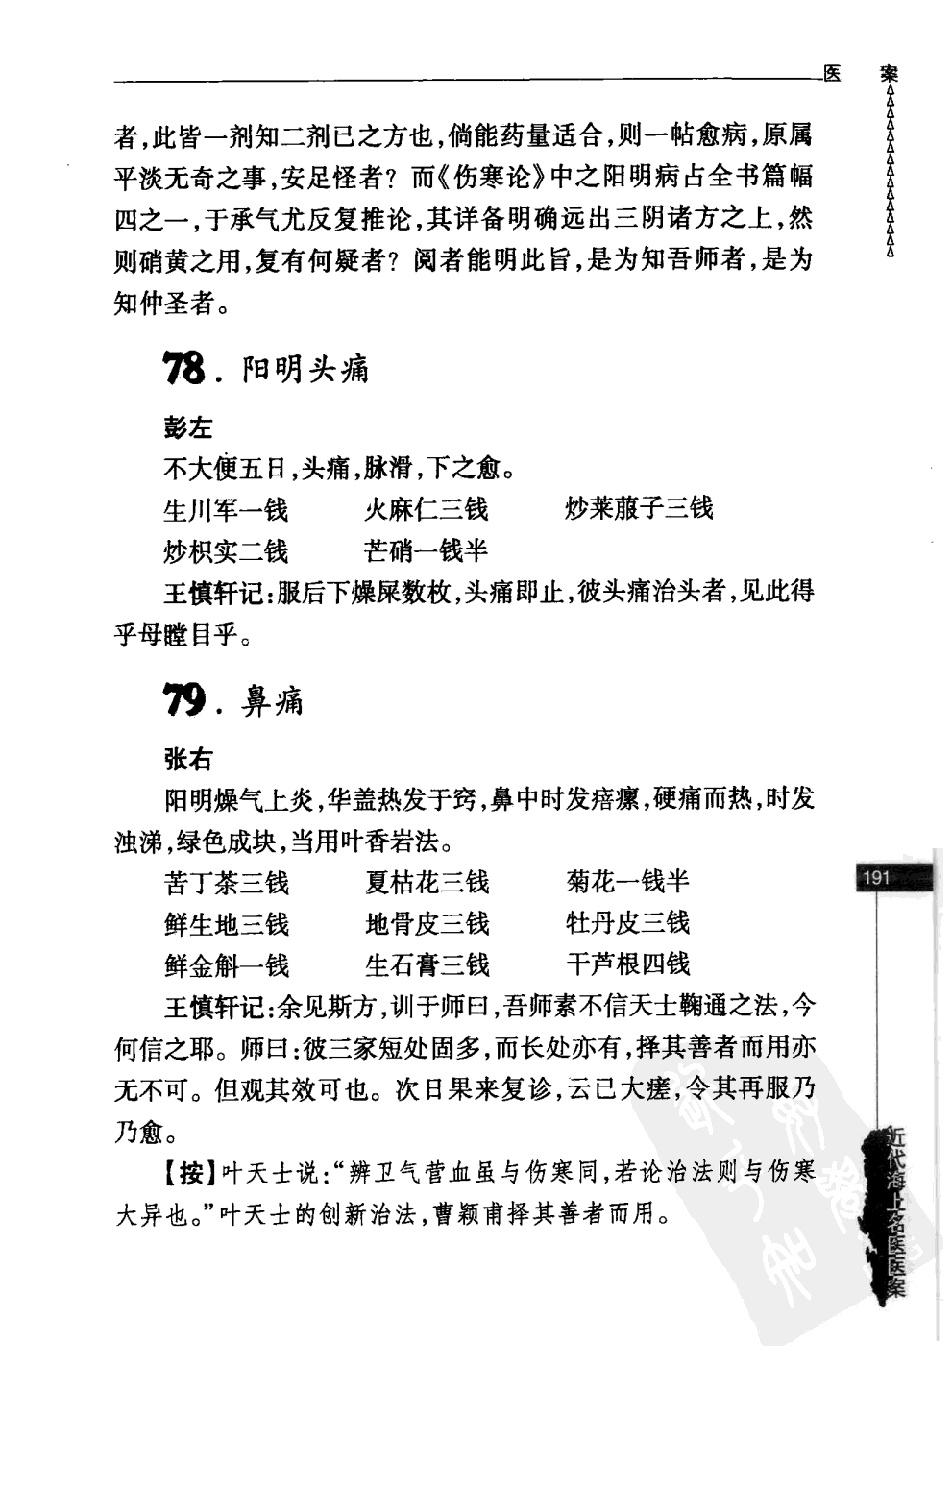 医 案
者,此皆一剂知二剂已之方也,倘能药量适合,则一帖愈病,原属
平淡无奇之事,安足怪者?而《伤寒论》中之阳明病占全书篇幅
四之一,于承气尤反复推论,其详备明确远出三阴诸方之上,然
则硝黄之用,复有何疑者?阅者能明此旨,是为知吾师者,是为
知仲圣者。
78. 阳明头痛
彭左
不大便五日,头痛,脉滑,下之愈。
生川军一钱 火麻仁三钱 炒莱菔子三钱
炒枳实二钱 芒硝一钱半
王慎轩记:服后下燥屎数枚,头痛即止,彼头痛治头者,见此得
乎毋瞠目乎。
79. 鼻痛
张右
阳明燥气上炎,华盖热发于窍,鼻中时发痦瘰,硬痛而热,时发
浊涕,绿色成块,当用叶香岩法。
苦丁茶三钱 夏枯花三钱 菊花一钱半
鲜生地三钱 地骨皮三钱 牡丹皮三钱
鲜金斛一钱 生石膏三钱 干芦根四钱
王慎轩记:余见斯方,训于师曰,吾师素不信天士鞠通之法,今
何信之耶。师曰:彼三家短处固多,而长处亦有,择其善者而用亦
无不可。但观其效可也。次日果来复诊,云已大瘥,令其再服乃
乃愈。
【按】叶天士说:“辨卫气营血虽与伤寒同,若论治法则与伤寒
大异也。”叶天士的创新治法,曹颖甫择其善者而用。
191
近代海上名医医案